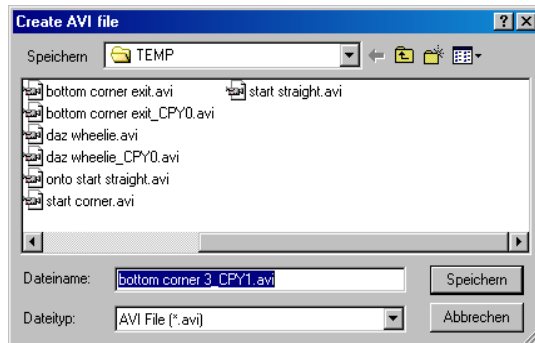 Create AVI file
Speichern
TEMP
bottom corner exit.avi
start straight.avi
bottom corner exit_CPY0.avi
daz wheelie.avi
daz wheelie_CPY0.avi
onto start straight.avi
start corner.avi
Dateiname:
bottom corner 3_CPY1.avi
Speichern
Dateityp:
AVI File (*.avi)
Abbrechen